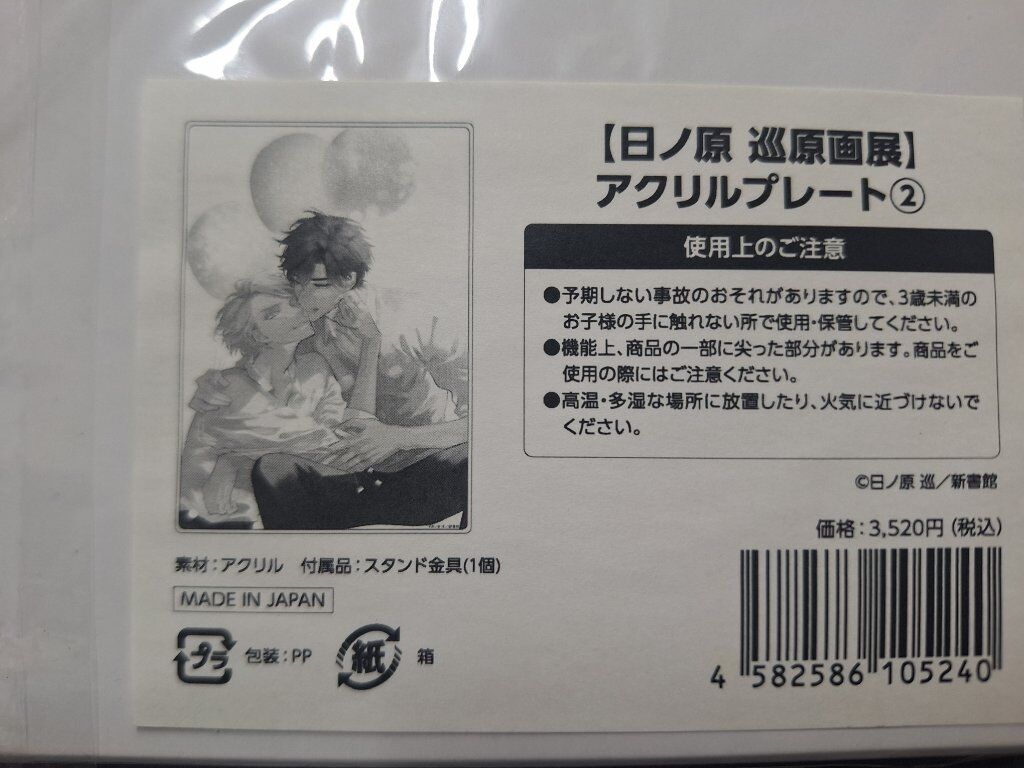 【日ノ原 巡原画展】
アクリルプレート②
使用上のご注意
●予期しない事故のおそれがありますので、3歳未満の
お子様の手に触れない所で使用・保管してください。
●機能上、商品の一部に尖った部分があります。商品をご
使用の際にはご注意ください。
●高温・多湿な場所に放置したり、火気に近づけないで
ください。
©日ノ原 巡／新書館
価格：3,520円（税込）
素材：アクリル 付属品：スタンド金具(1個)
MADE IN JAPAN
プラ 包装：PP 紙 箱
4 582586 105240